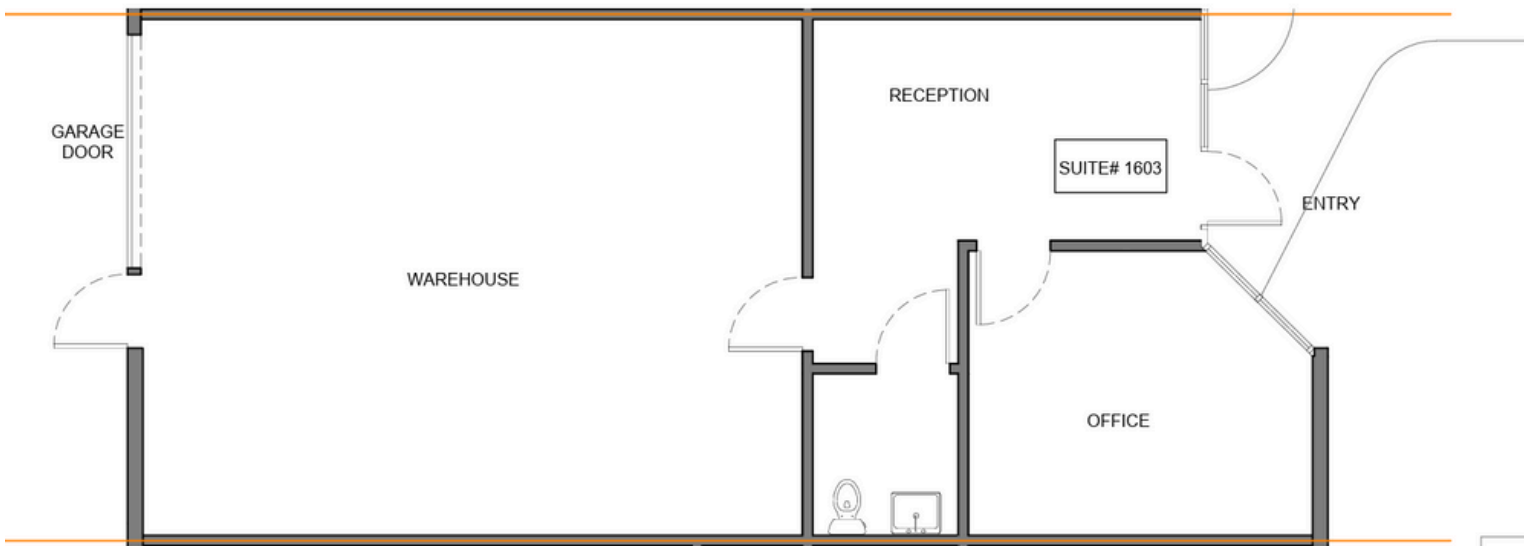 RECEPTION
GARAGE
DOOR
SUITE# 1603
ENTRY
WAREHOUSE
OFFICE